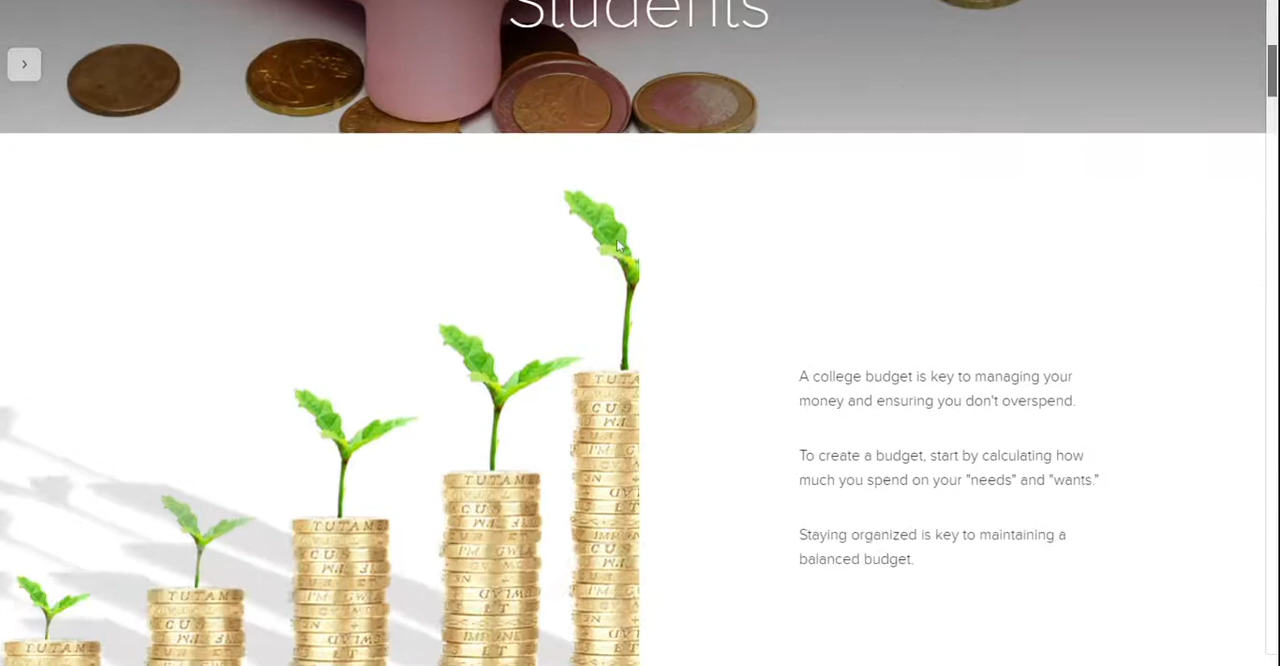 Students
A college budget is key to managing your
money and ensuring you don't overspend.
To create a budget, start by calculating how
much you spend on your "needs" and "wants."
Staying organized is key to maintaining a
balanced budget.